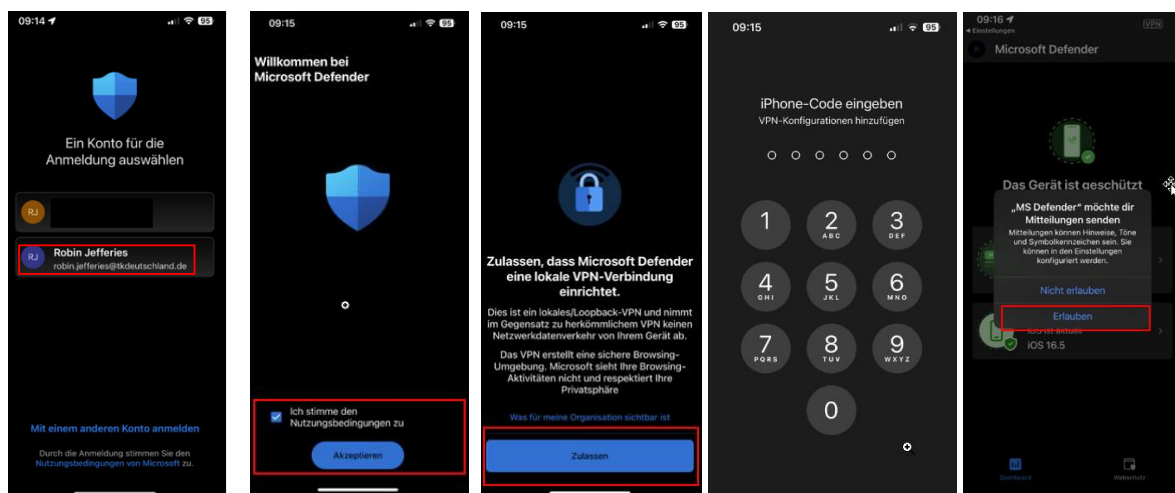 09:14
95
Ein Konto für die
Anmeldung auswählen
RJ
RJ
Robin Jefferies
robin.jefferies@tkdeutschland.de
Mit einem anderen Konto anmelden
Durch die Anmeldung stimmen Sie den
Nutzungsbedingungen von Microsoft zu.
09:15
95
Willkommen bei
Microsoft Defender
Ich stimme den
Nutzungsbedingungen zu
Akzeptieren
09:15
95
Zulassen, dass Microsoft Defender
eine lokale VPN-Verbindung
einrichtet.
Dies ist ein lokales/Loopback-VPN und nimmt
im Gegensatz zu herkömmlichem VPN keinen
Netzwerkdatenverkehr von Ihrem Gerät ab.
Das VPN erstellt eine sichere Browsing-
Umgebung. Microsoft sieht Ihre Browsing-
Aktivitäten nicht und respektiert Ihre
Privatsphäre
Was für meine Organisation sichtbar ist
Zulassen
09:15
95
iPhone-Code eingeben
VPN-Konfigurationen hinzufügen
1
2
ABC
3
DEF
4
GHI
5
JKL
6
MNO
7
PQRS
8
TUV
9
WXYZ
0
09:16
VPN
Einstellungen
Microsoft Defender
Das Gerät ist geschützt
„MS Defender" möchte dir
Mitteilungen senden
Mitteilungen können Hinweise, Töne
und Symbolkennzeichen sein. Sie
können in den Einstellungen
konfiguriert werden.
Nicht erlauben
Erlauben
iOS ist aktuell
iOS 16.5
Dashboard
Webschutz